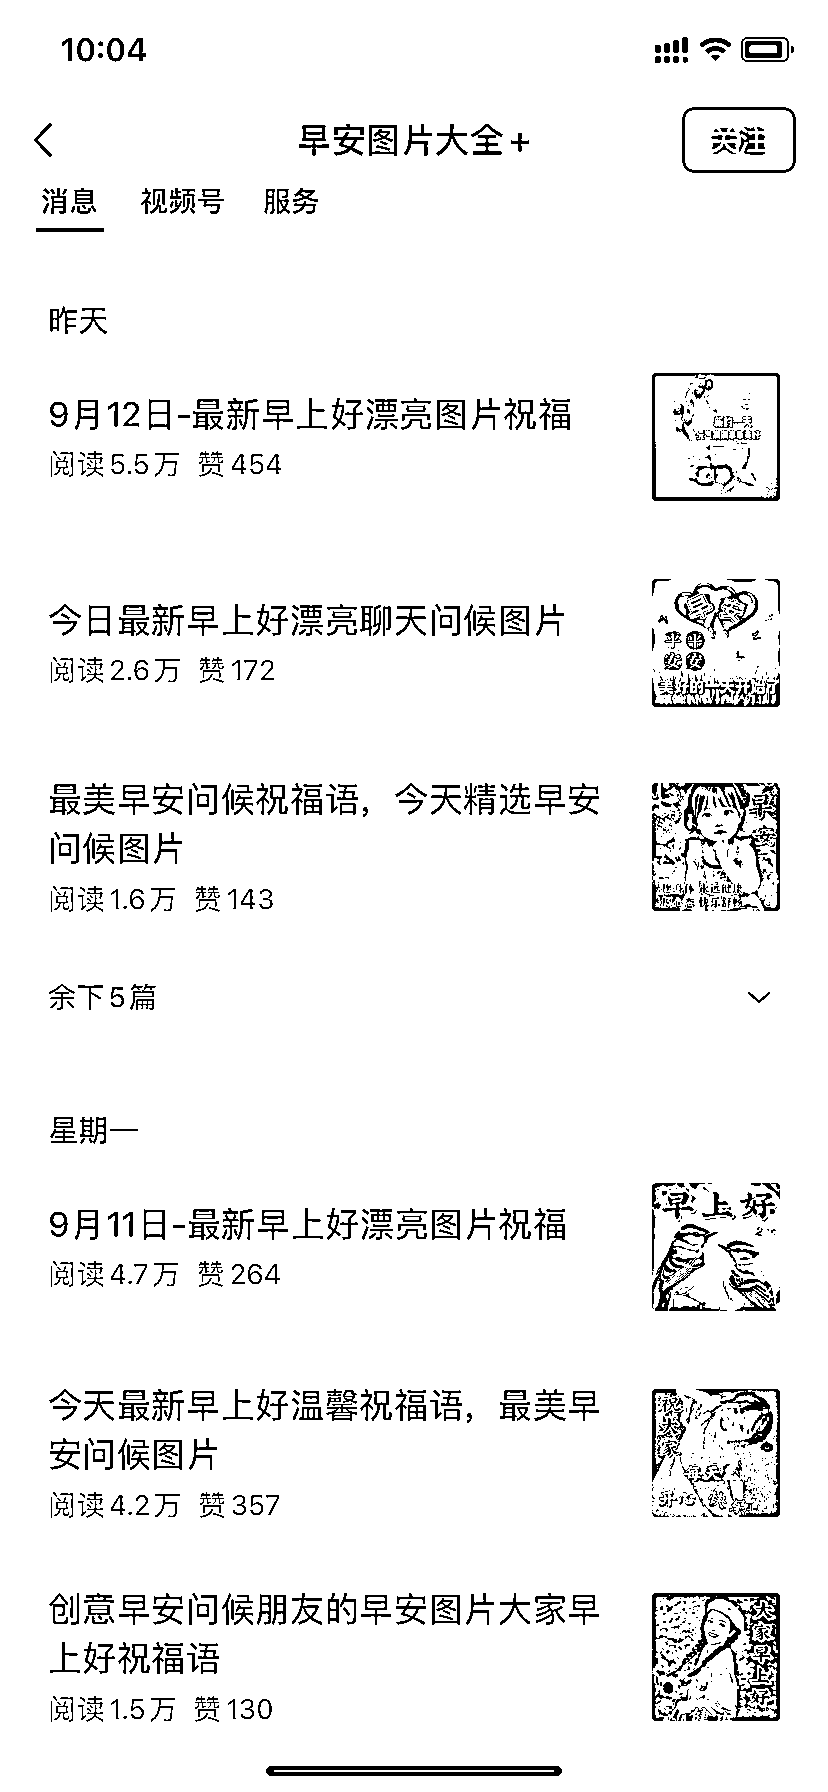 10:04
早安图片大全+
关注
消息 视频号 服务
昨天
9月12日-最新早上好漂亮图片祝福
阅读5.5万 赞454
今日最新早上好漂亮聊天问候图片
阅读2.6万 赞172
早安
平安
美好的一天开始了
最美早安问候祝福语，今天精选早安
问候图片
阅读1.6万 赞143
早安
余下5篇
星期一
9月11日-最新早上好漂亮图片祝福
阅读4.7万 赞264
早上好
今天最新早上好温馨祝福语，最美早
安问候图片
阅读4.2万 赞357
祝大家
创意早安问候朋友的早安图片大家早
上好祝福语
阅读1.5万 赞130
大家早上好